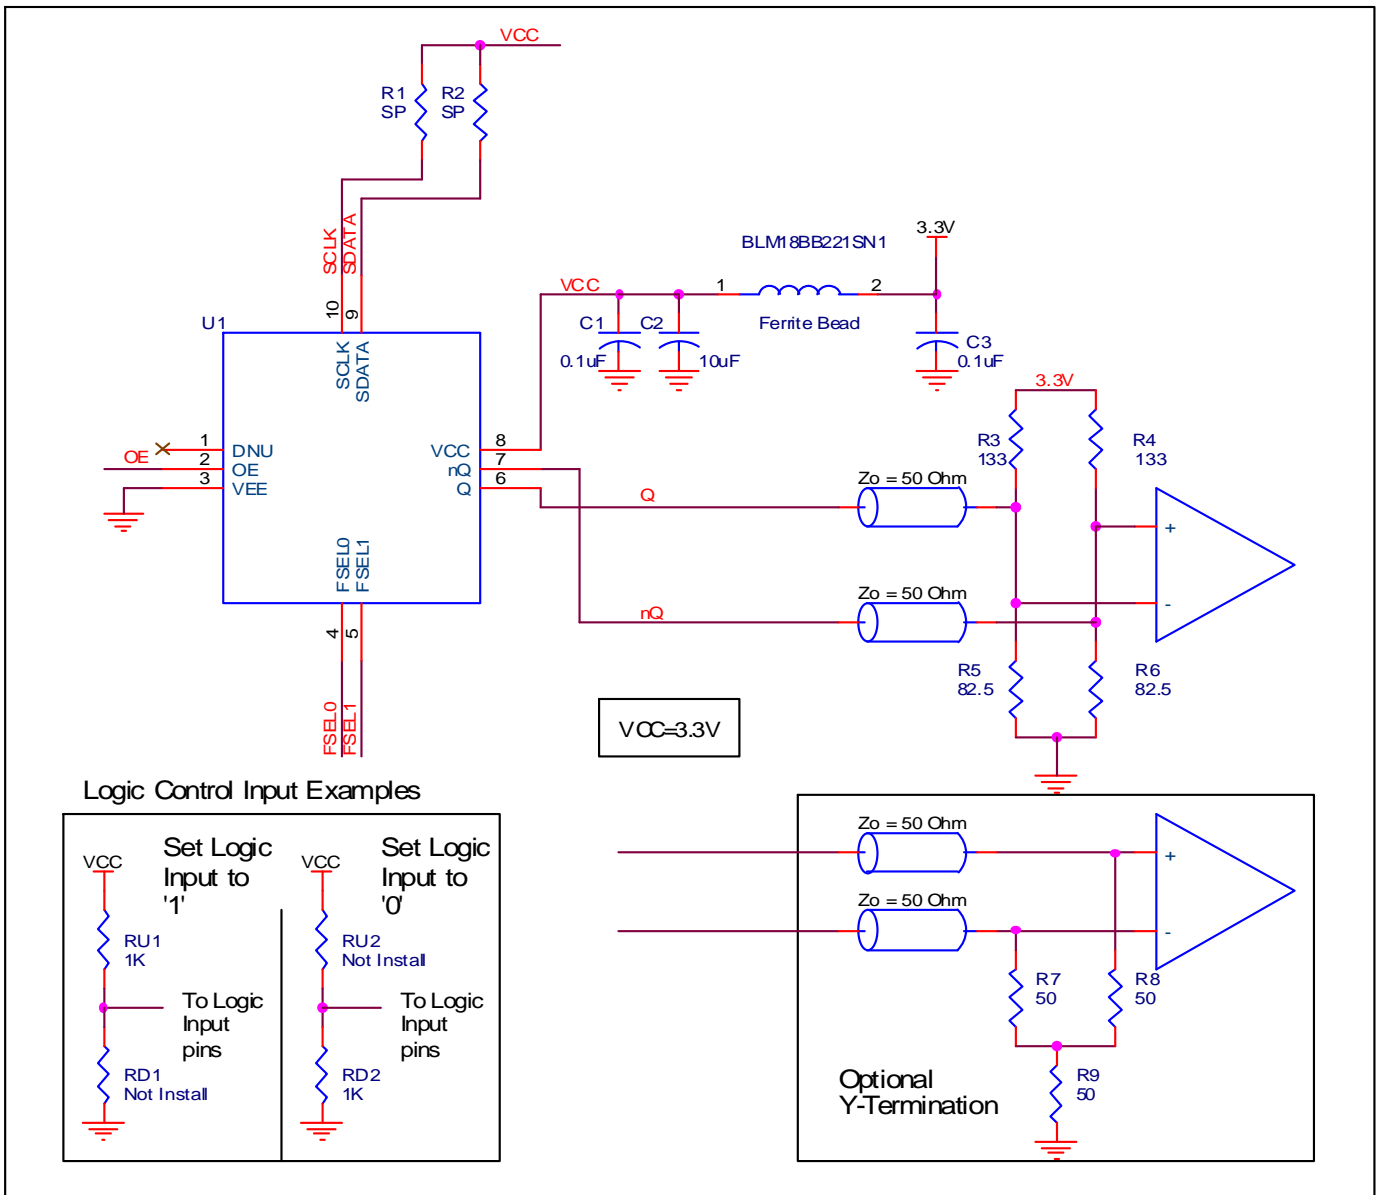 VCC
R1
SP
R2
SP
SCLK
SDATA
10
9
U1
SCLK
SDATA
1
DNU
OE
2
OE
3
VEE
VCC
8
nQ
7
Q
6
FSEL0
FSEL1
4
5
FSEL0
FSEL1
VCC
BLM18BB221SN1
1
2
Ferrite Bead
3.3V
C1
0.1uF
C2
10uF
C3
0.1uF
3.3V
R3
133
R4
133
Zo = 50 Ohm
Q
+
Zo = 50 Ohm
nQ
-
R5
82.5
R6
82.5
VCC=3.3V
Logic Control Input Examples
VCC
Set Logic
Input to
'1'
RU1
1K
To Logic
Input
pins
RD1
Not Install
VCC
Set Logic
Input to
'0'
RU2
Not Install
To Logic
Input
pins
RD2
1K
Zo = 50 Ohm
+
Zo = 50 Ohm
-
R7
50
R8
50
R9
50
Optional
Y-Termination